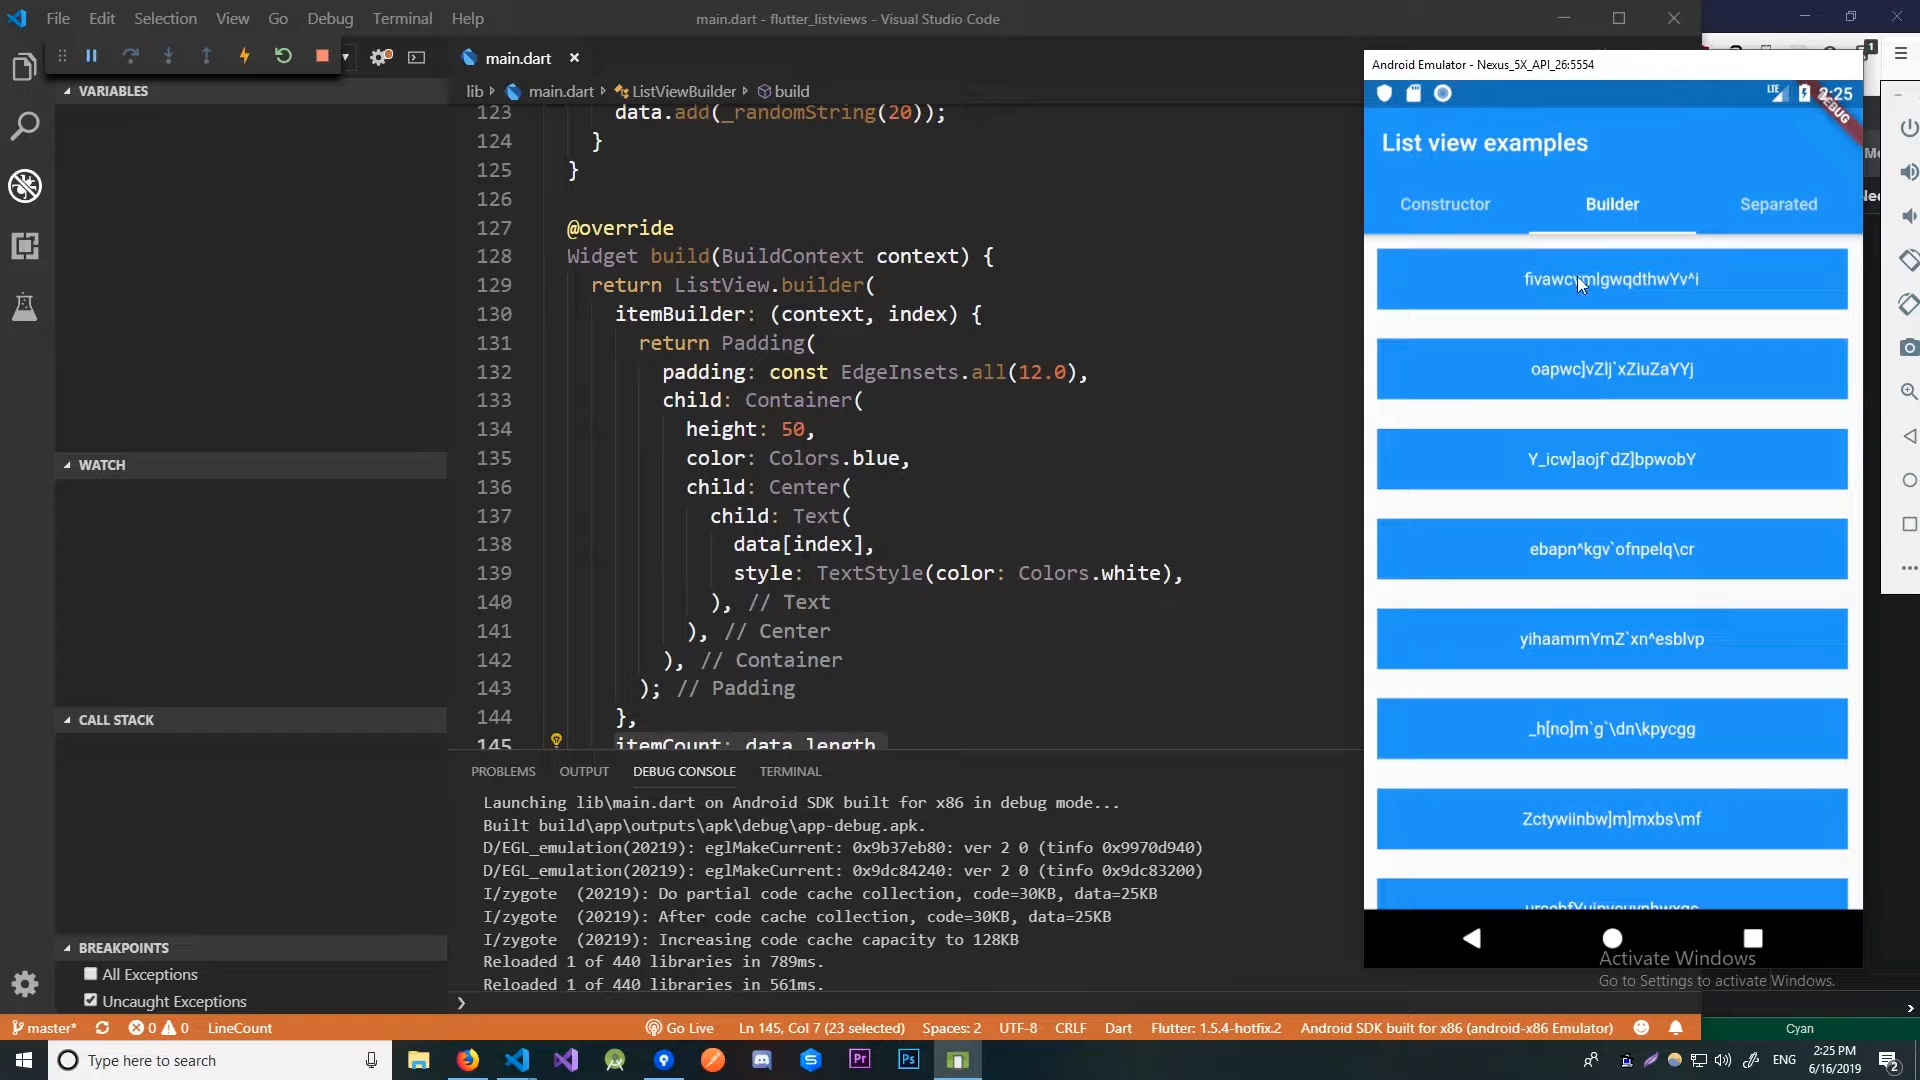 File Edit Selection View Go Debug Terminal Help
main.dart - flutter_listviews - Visual Studio Code
main.dart
VARIABLES
WATCH
CALL STACK
BREAKPOINTS
All Exceptions
Uncaught Exceptions
lib main.dart ListViewBuilder build
123 data.add(_randomString(20));
124 }
125 }
126
127 @override
128 Widget build(BuildContext context) {
129 return ListView.builder(
130 itemBuilder: (context, index) {
131 return Padding(
132 padding: const EdgeInsets.all(12.0),
133 child: Container(
134 height: 50,
135 color: Colors.blue,
136 child: Center(
137 child: Text(
138 data[index],
139 style: TextStyle(color: Colors.white),
140 ), // Text
141 ), // Center
142 ), // Container
143 ); // Padding
144 },
145 itemCount: data.length
PROBLEMS OUTPUT DEBUG CONSOLE TERMINAL
Launching lib\main.dart on Android SDK built for x86 in debug mode...
Built build\app\outputs\apk\debug\app-debug.apk.
D/EGL_emulation(20219): eglMakeCurrent: 0x9b37eb80: ver 2 0 (tinfo 0x9970d940)
D/EGL_emulation(20219): eglMakeCurrent: 0x9dc84240: ver 2 0 (tinfo 0x9dc83200)
I/zygote (20219): Do partial code cache collection, code=30KB, data=25KB
I/zygote (20219): After code cache collection, code=30KB, data=25KB
I/zygote (20219): Increasing code cache capacity to 128KB
Reloaded 1 of 440 libraries in 789ms.
Reloaded 1 of 440 libraries in 561ms.
Android Emulator - Nexus_5X_API_26:5554
LTE 2:25
DEBUG
List view examples
Constructor Builder Separated
oapwc]vZlj`xZiuZaYYj
Y_icw]aojf`dZ]bpwobY
ebapn^kgv`ofnpelq\cr
yihaammYmZ`xn^esblvp
_h[no]m`g`\dn\kpycgg
Zctywiinbw]m]mxbs\mf
Activate Windows
Go to Settings to activate Windows.
master* 0 0 LineCount
Go Live Ln 145, Col 7 (23 selected) Spaces: 2 UTF-8 CRLF Dart Flutter: 1.5.4-hotfix.2 Android SDK built for x86 (android-x86 Emulator)
Cyan
Type here to search
Pr Ps
ENG 2:25 PM
6/16/2019
2